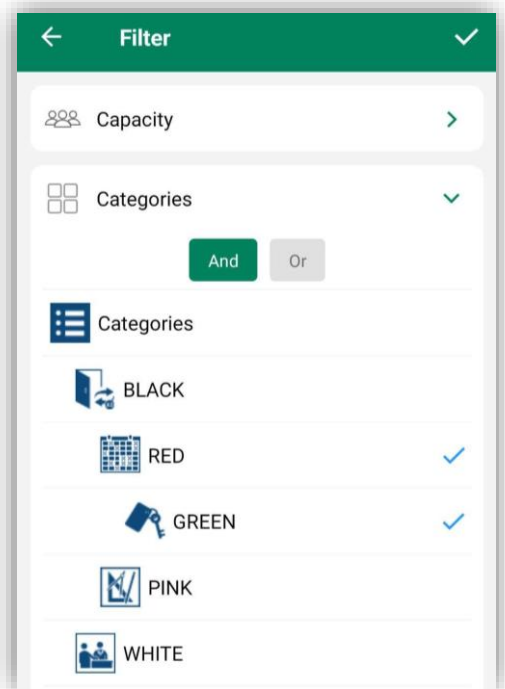 Filter
Capacity
Categories
And Or
Categories
BLACK
RED
GREEN
PINK
WHITE